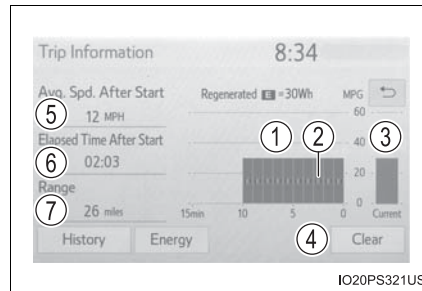 Trip Information 8:34
Avg. Spd. After Start Regenerated E =30Wh MPG
60
5 1 2 3
12 MPH
Elapsed Time After Start 40
6 02:03
20
Range
7 26 miles 15min 10 5 0 0 Current
History Energy 4 Clear
IO20PS321US